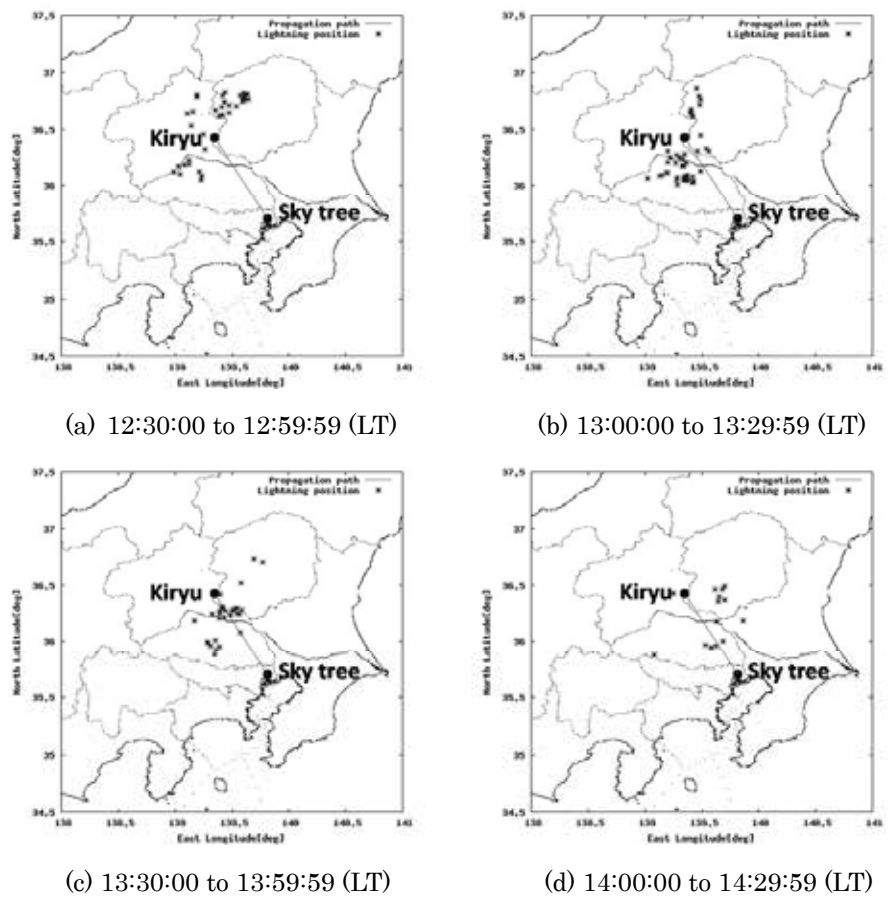 Propagation path
Lightning position
Kiryu
Sky tree
North Latitude[deg]
East Longitude[deg]
37.5
37
36.5
36
35.5
35
34.5
138
138.5
139
139.5
140
140.5
141
(a) 12:30:00 to 12:59:59 (LT)
Propagation path
Lightning position
Kiryu
Sky tree
North Latitude[deg]
East Longitude[deg]
37.5
37
36.5
36
35.5
35
34.5
138
138.5
139
139.5
140
140.5
141
(b) 13:00:00 to 13:29:59 (LT)
Propagation path
Lightning position
Kiryu
Sky tree
North Latitude[deg]
East Longitude[deg]
37.5
37
36.5
36
35.5
35
34.5
138
138.5
139
139.5
140
140.5
141
(c) 13:30:00 to 13:59:59 (LT)
Propagation path
Lightning position
Kiryu
Sky tree
North Latitude[deg]
East Longitude[deg]
37.5
37
36.5
36
35.5
35
34.5
138
138.5
139
139.5
140
140.5
141
(d) 14:00:00 to 14:29:59 (LT)